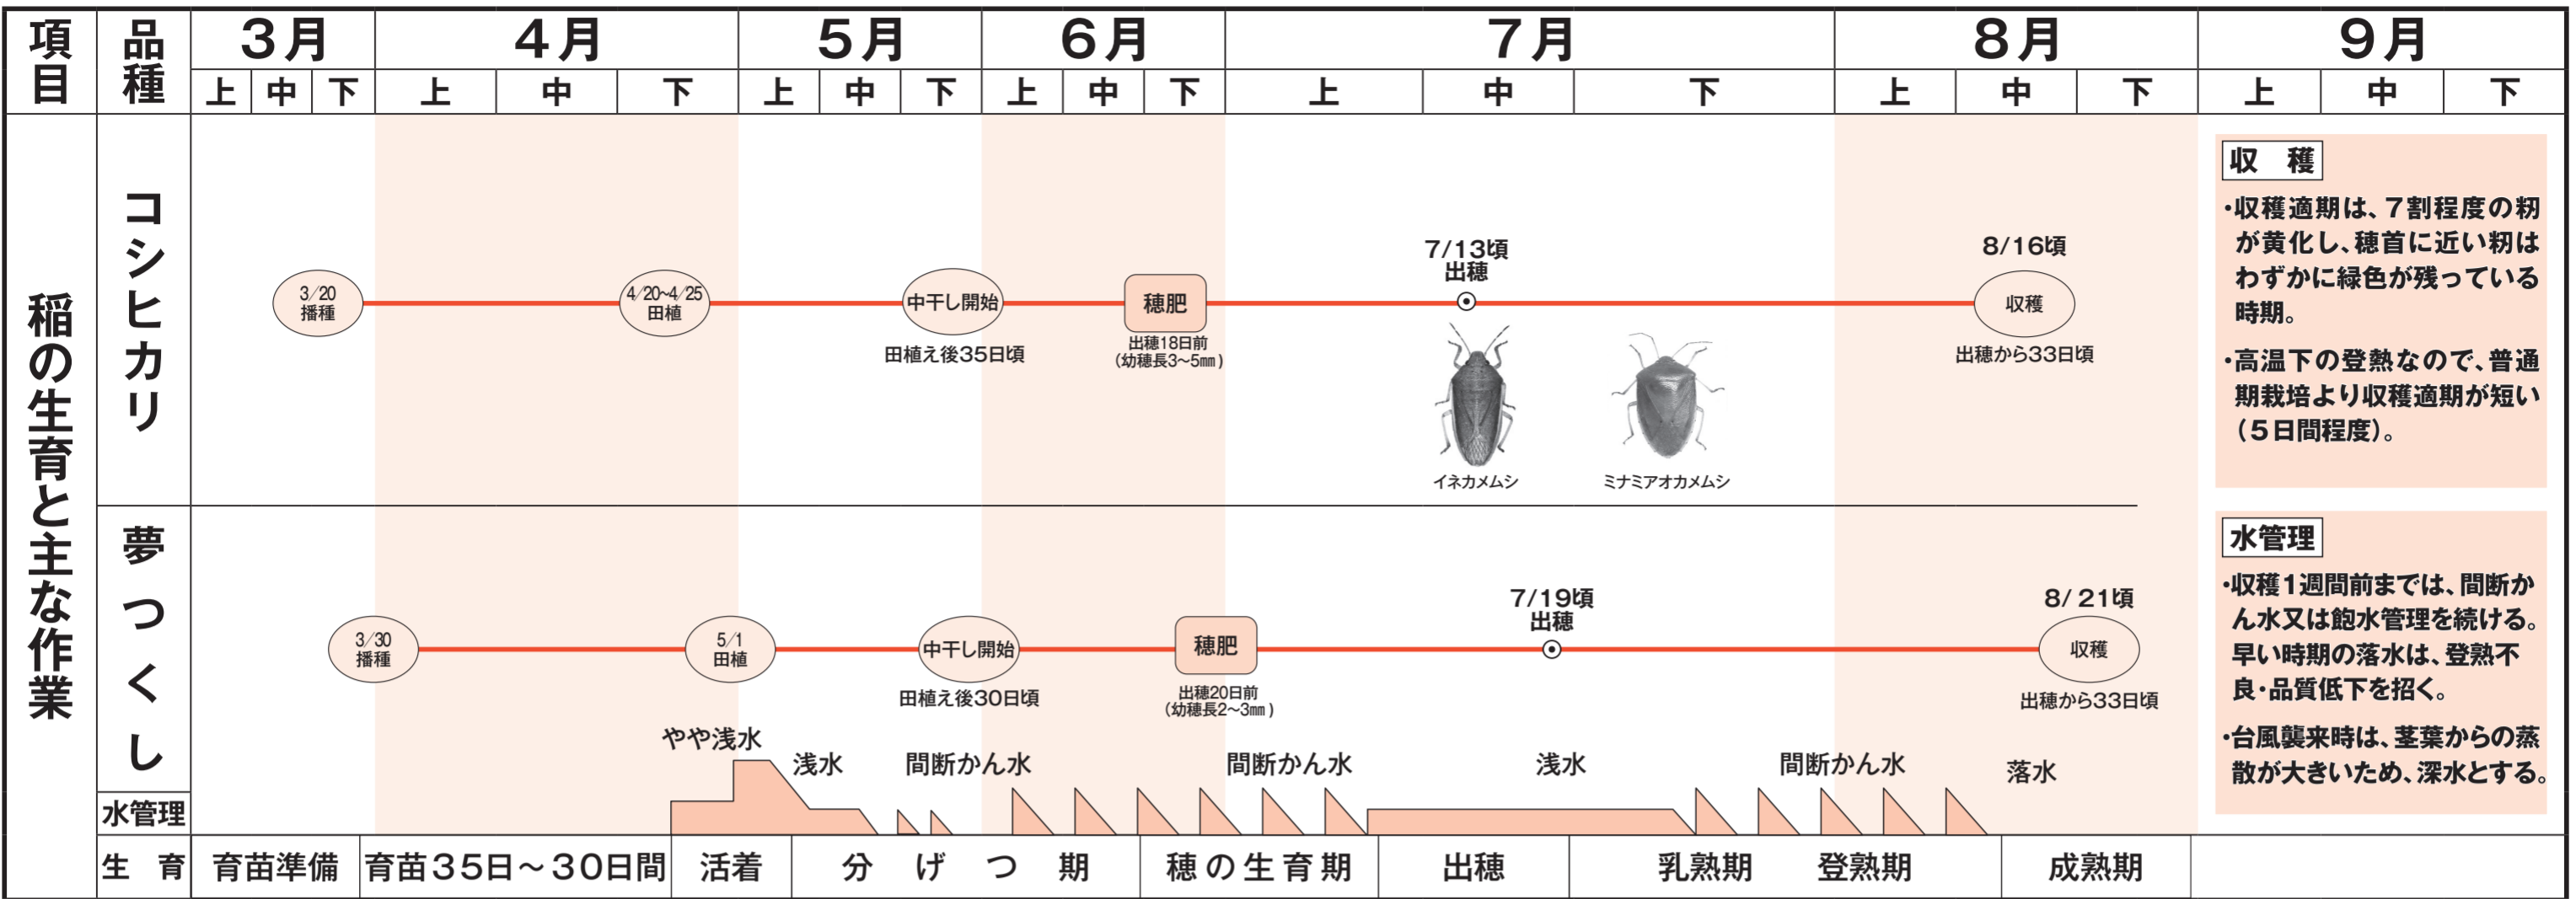 項目
品種
3月 4月 5月 6月 7月 8月 9月
上 中 下 上 中 下 上 中 下 上 中 下 上 中 下 上 中 下 上 中 下
稲の生育と主な作業
コシヒカリ
3/20
播種
4/20~4/25
田植
中干し開始
田植え後35日頃
穂肥
出穂18日前
(幼穂長3〜5㎜)
7/13頃
出穂
イネカメムシ
ミナミアオカメムシ
8/16頃
収穫
出穂から33日頃
夢つくし
3/30
播種
5/1
田植
中干し開始
田植え後30日頃
穂肥
出穂20日前
(幼穂長2〜3㎜)
7/19頃
出穂
8/21頃
収穫
出穂から33日頃
水管理
やや浅水
浅水
間断かん水
間断かん水
浅水
間断かん水
落水
生 育
育苗準備
育苗35日〜30日間
活着
分げつ期
穂の生育期
出穂
乳熟期
登熟期
成熟期
収 穫
・収穫適期は、7割程度の籾
が黄化し、穂首に近い籾は
わずかに緑色が残っている
時期。
・高温下の登熱なので、普通
期栽培より収穫適期が短い
(5日間程度)。
水管理
・収穫1週間前までは、間断か
ん水又は飽水管理を続ける。
早い時期の落水は、登熟不
良・品質低下を招く。
・台風襲来時は、茎葉からの蒸
散が大きいため、深水とする。